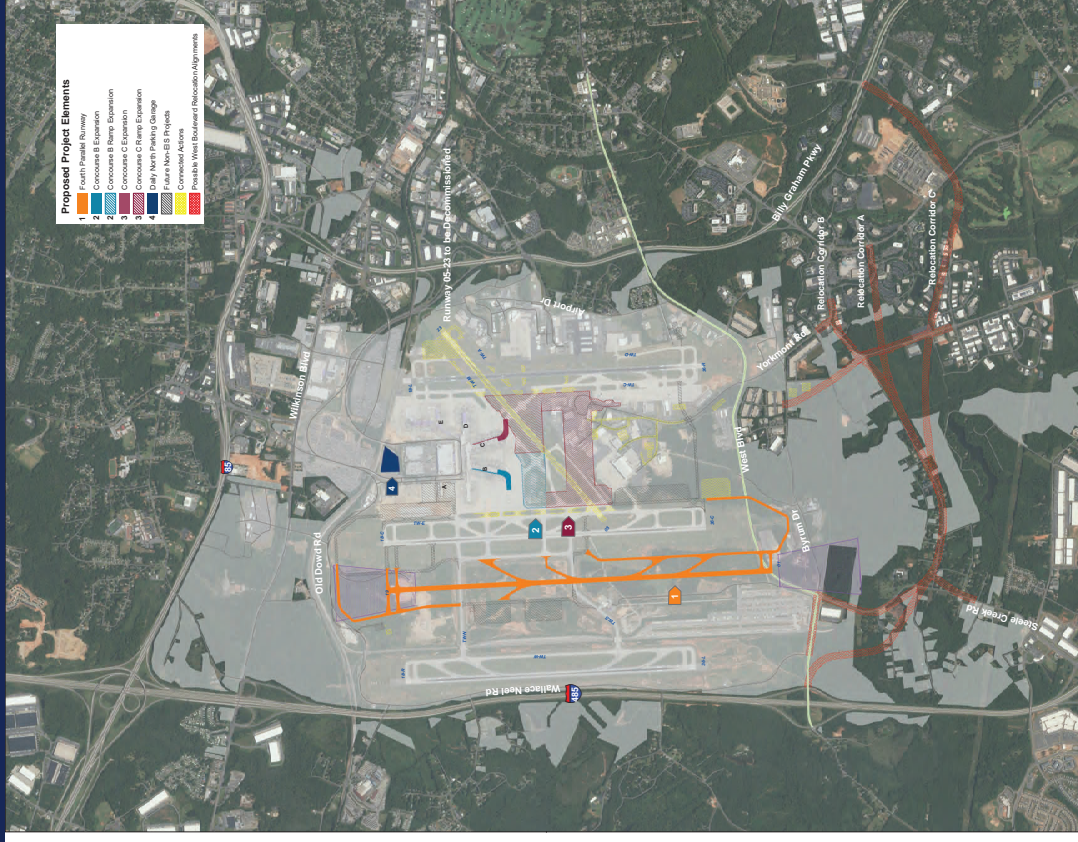 Proposed Project Elements
1 Fourth Parallel Runway
2 Concourse B Expansion
2 Concourse B Ramp Expansion
3 Concourse C Expansion
3 Concourse C Ramp Expansion
4 Daily North Parking Garage
Future Non-EIS Projects
Connected Actions
Possible West Boulevard Relocation Alignments
85
Wilkinson Blvd
Old Dowd Rd
Runway 05-23 to be Decommissioned
Airport Dr
Billy Graham Pkwy
4
A
B
C
D
E
2
3
1
West Blvd
Yorkmont Rd
Byrum Dr
Relocation Corridor B
Relocation Corridor A
Relocation Corridor C
Steele Creek Rd
Wallace Neel Rd
485